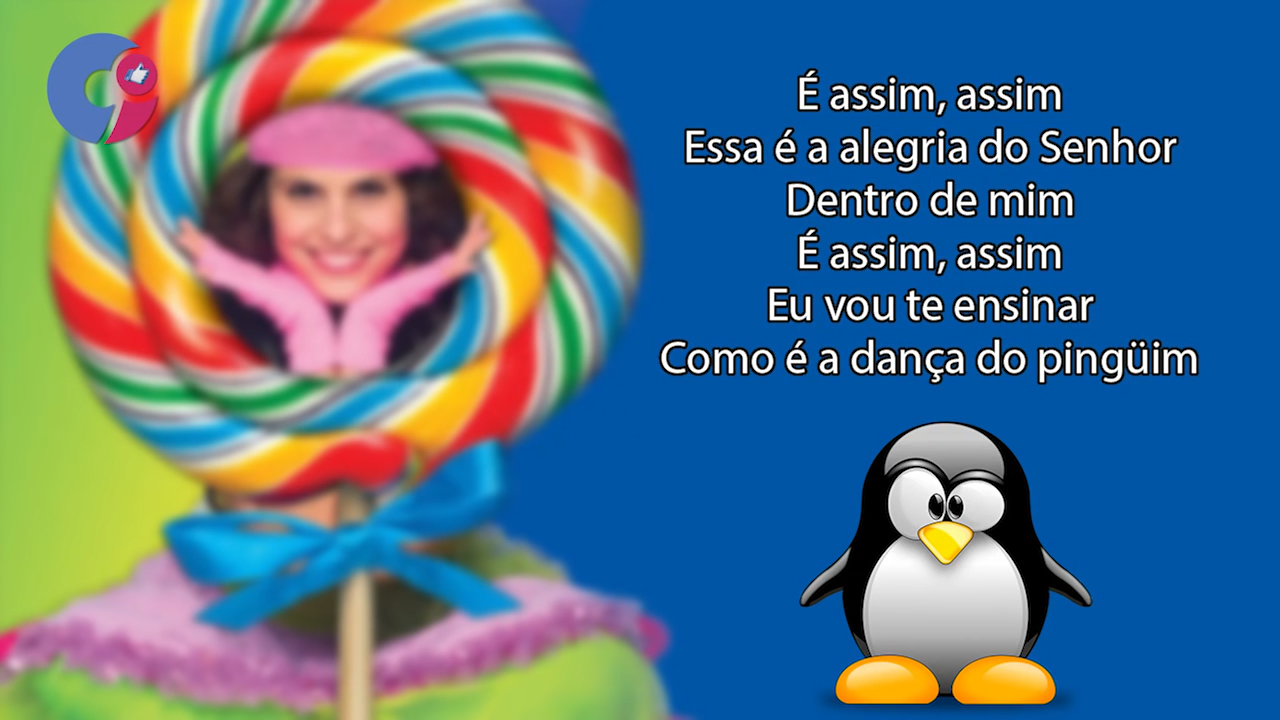 É assim, assim
Essa é a alegria do Senhor
Dentro de mim
É assim, assim
Eu vou te ensinar
Como é a dança do pingüim